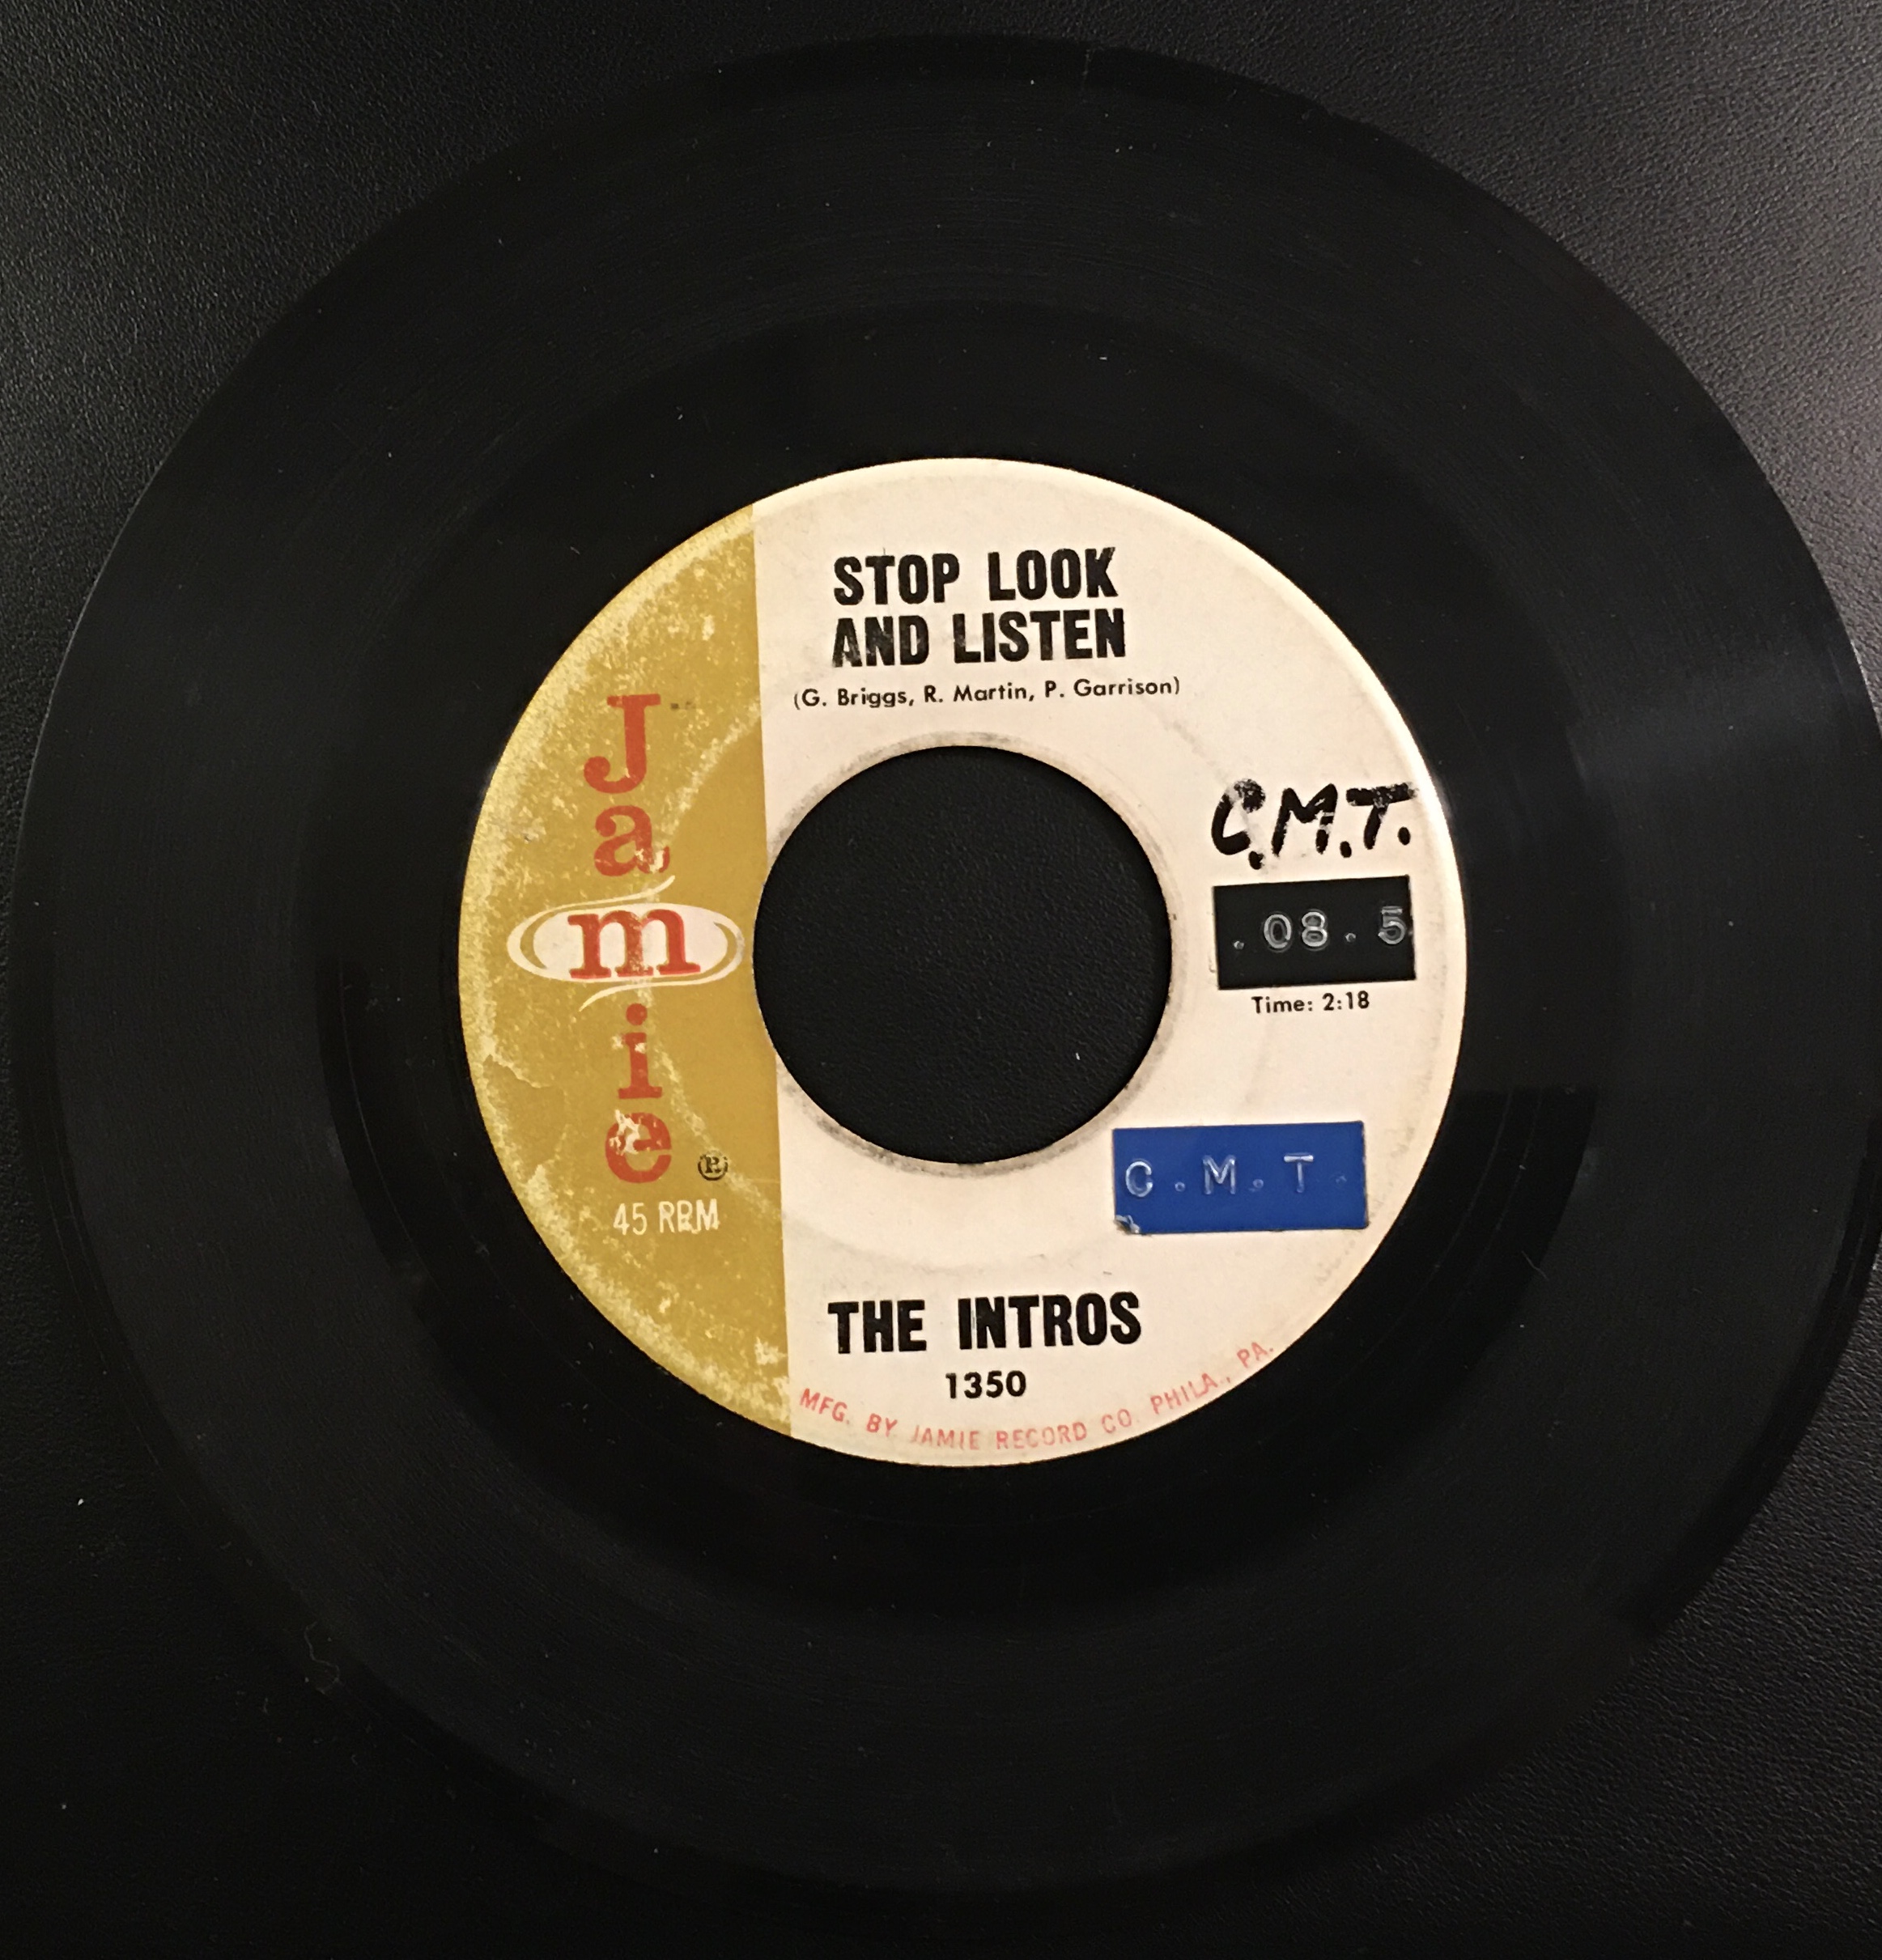 STOP LOOK
AND LISTEN
(G. Briggs, R. Martin, P. Garrison)
Jamie
®
45 RPM
C.M.T.
. 08 . 5
Time: 2:18
C . M . T .
THE INTROS
1350
MFG. BY JAMIE RECORD CO. PHILA., PA.